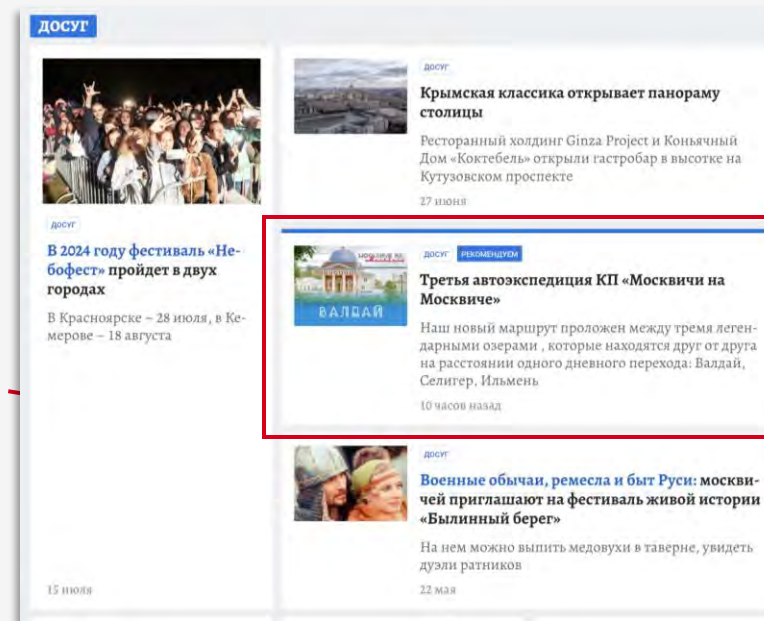 ДОСУГ
ДОСУГ
В 2024 году фестиваль «Не-
бофест» пройдет в двух
городах
В Красноярске – 28 июля, в Ке-
мерове – 18 августа
15 июля
ДОСУГ
Крымская классика открывает панораму
столицы
Ресторанный холдинг Ginza Project и Коньячный
Дом «Коктебель» открыли гастробар в высотке на
Кутузовском проспекте
27 июня
ВАЛДАЙ
ДОСУГ РЕКОМЕНДУЕМ
Третья автоэкспедиция КП «Москвичи на
Москвиче»
Наш новый маршрут проложен между тремя леген-
дарными озерами , которые находятся друг от друга
на расстоянии одного дневного перехода: Валдай,
Селигер, Ильмень
10 часов назад
ДОСУГ
Военные обычаи, ремесла и быт Руси: москви-
чей приглашают на фестиваль живой истории
«Былинный берег»
На нем можно выпить медовухи в таверне, увидеть
дуэли ратников
22 мая